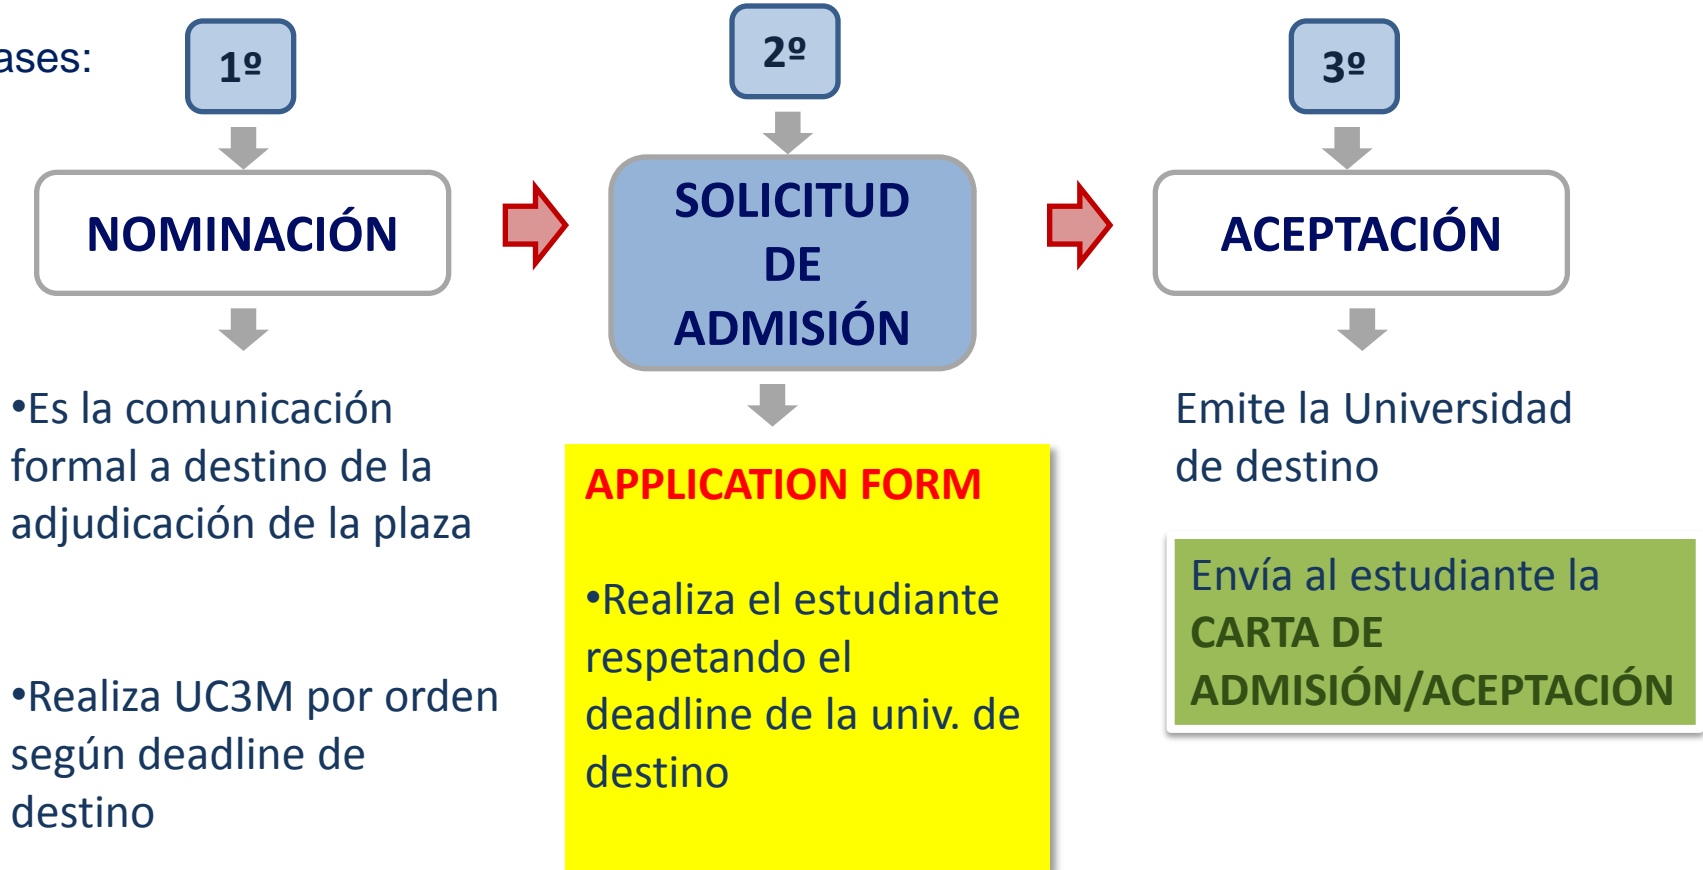 ases:
1º
NOMINACIÓN
•Es la comunicación
formal a destino de la
adjudicación de la plaza
•Realiza UC3M por orden
según deadline de
destino
2º
SOLICITUD
DE
ADMISIÓN
APPLICATION FORM
•Realiza el estudiante
respetando el
deadline de la univ. de
destino
3º
ACEPTACIÓN
Emite la Universidad
de destino
Envía al estudiante la
CARTA DE
ADMISIÓN/ACEPTACIÓN